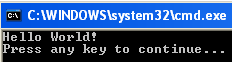 C:\WINDOWS\system32\cmd.exe
Hello World!
Press any key to continue...